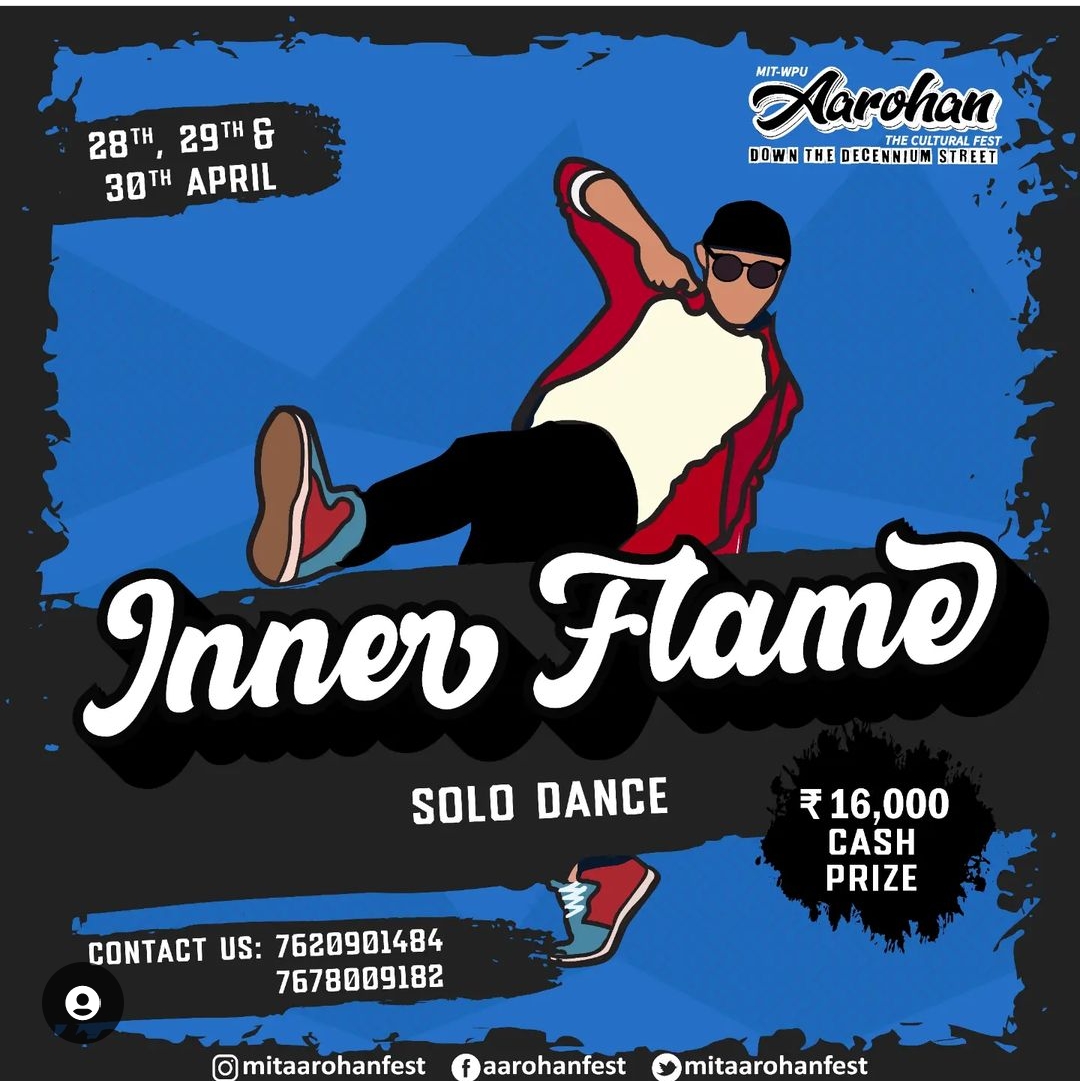 28TH, 29TH &
30TH APRIL
MIT-WPU
Aarohan
THE CULTURAL FEST
DOWN THE DECENNIUM STREET
Inner Flame
SOLO DANCE
₹ 16,000
CASH
PRIZE
CONTACT US: 7620901484
7678009182
mitaarohanfest aarohanfest mitaarohanfest